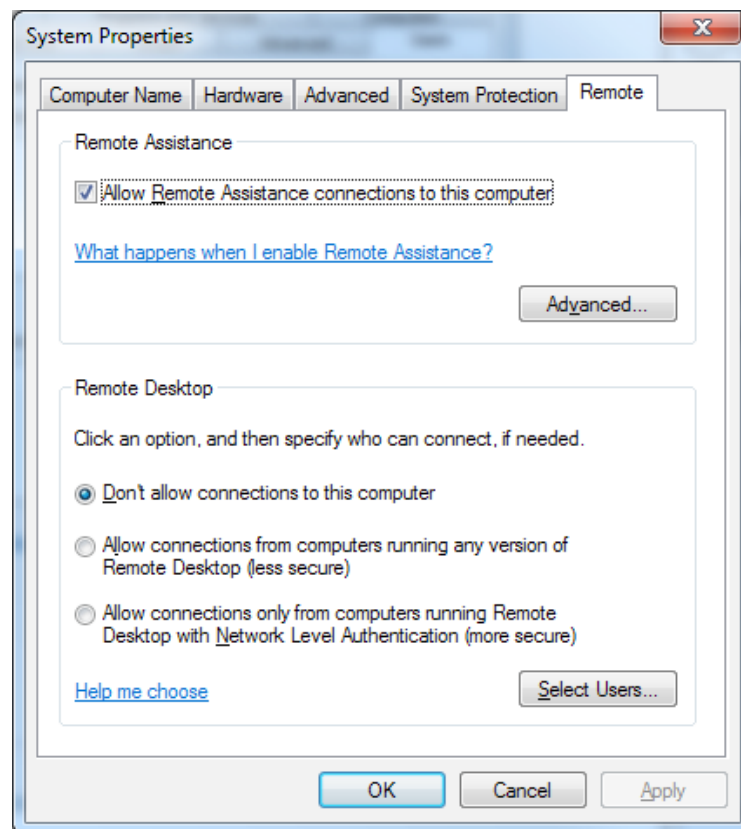 System Properties
Computer Name
Hardware
Advanced
System Protection
Remote
Remote Assistance
Allow Remote Assistance connections to this computer
What happens when I enable Remote Assistance?
Advanced...
Remote Desktop
Click an option, and then specify who can connect, if needed.
Don't allow connections to this computer
Allow connections from computers running any version of
Remote Desktop (less secure)
Allow connections only from computers running Remote
Desktop with Network Level Authentication (more secure)
Help me choose
Select Users...
OK
Cancel
Apply